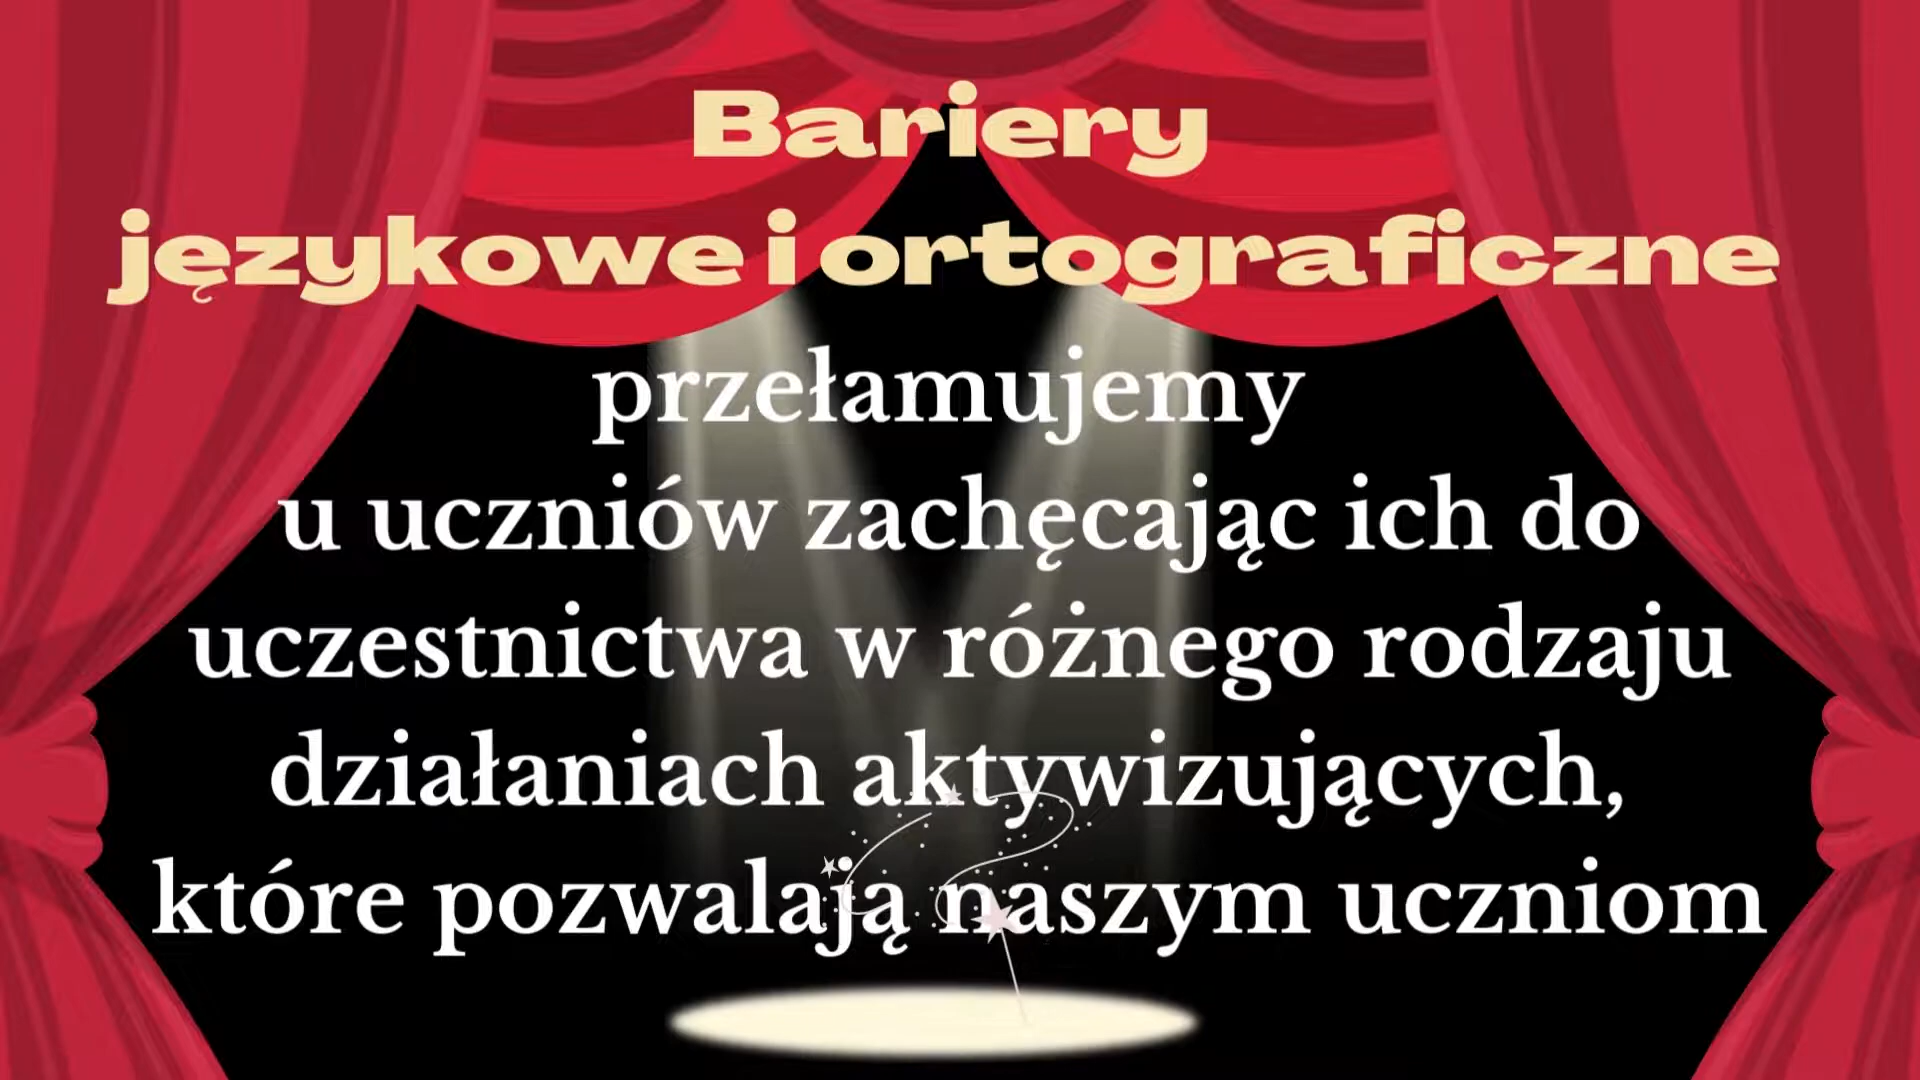 Bariery
językowe i ortograficzne
przełamujemy
u uczniów zachęcając ich do
uczestnictwa w różnego rodzaju
działaniach aktywizujących,
które pozwalają naszym uczniom